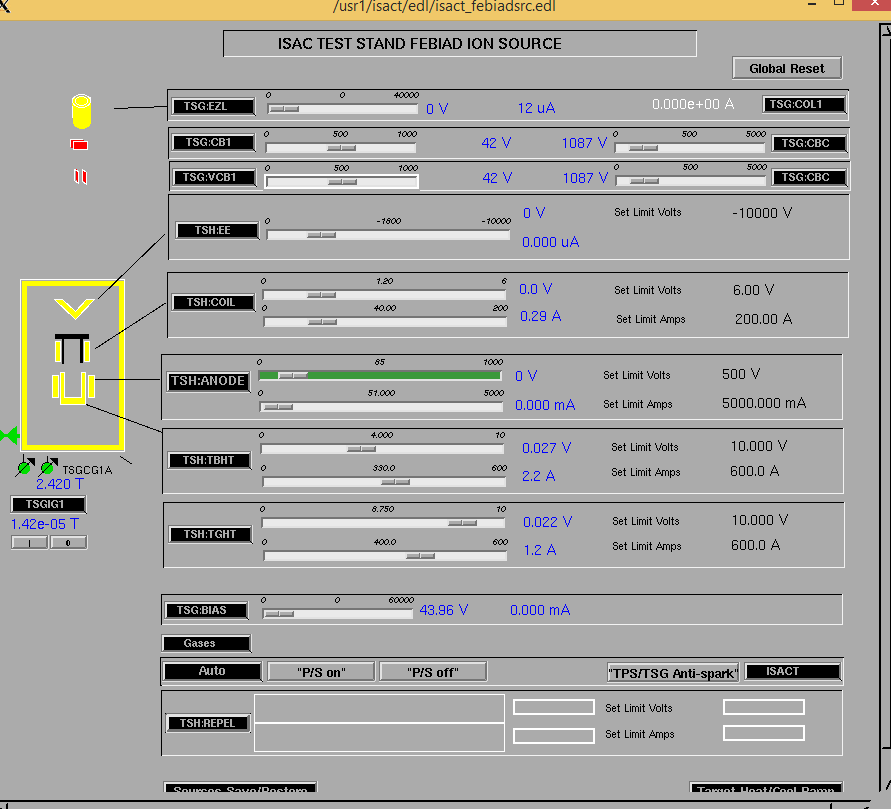 /usr1/isact/edl/isact_febiadsrc.edl
ISAC TEST STAND FEBIAD ION SOURCE
Global Reset
TSG:EZL 0 0 40000 0 V 12 uA 0.000e+00 A TSG:COL1
TSG:CB1 0 500 1000 42 V 1087 V 0 500 5000 TSG:CBC
TSG:VCB1 0 500 1000 42 V 1087 V 0 500 5000 TSG:CBC
TSH:EE 0 -1800 -10000 0 V Set Limit Volts -10000 V
0.000 uA
TSH:COIL 0 1.20 6 0.0 V Set Limit Volts 6.00 V
0 40.00 200 0.29 A Set Limit Amps 200.00 A
TSH:ANODE 0 85 1000 0 V Set Limit Volts 500 V
0 51.000 5000 0.000 mA Set Limit Amps 5000.000 mA
TSH:TBHT 0 4.000 10 0.027 V Set Limit Volts 10.000 V
0 330.0 600 2.2 A Set Limit Amps 600.0 A
TSGCG1A
2.420 T
TSGIG1
1.42e-05 T
I 0
TSH:TGHT 0 8.750 10 0.022 V Set Limit Volts 10.000 V
0 400.0 600 1.2 A Set Limit Amps 600.0 A
TSG:BIAS 0 0 60000 43.96 V 0.000 mA
Gases
Auto "P/S on" "P/S off" "TPS/TSG Anti-spark" ISACT
TSH:REPEL Set Limit Volts
Set Limit Amps
Sources Save/Restore Target Heat/Cool Ramp